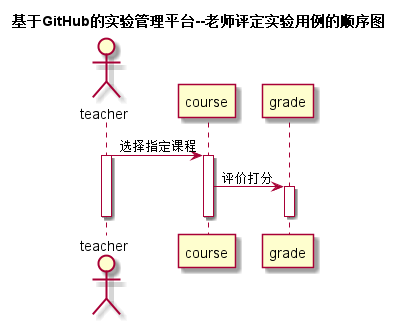 基于GitHub的实验管理平台--老师评定实验用例的顺序图
teacher
course
grade
选择指定课程
评价打分
teacher
course
grade